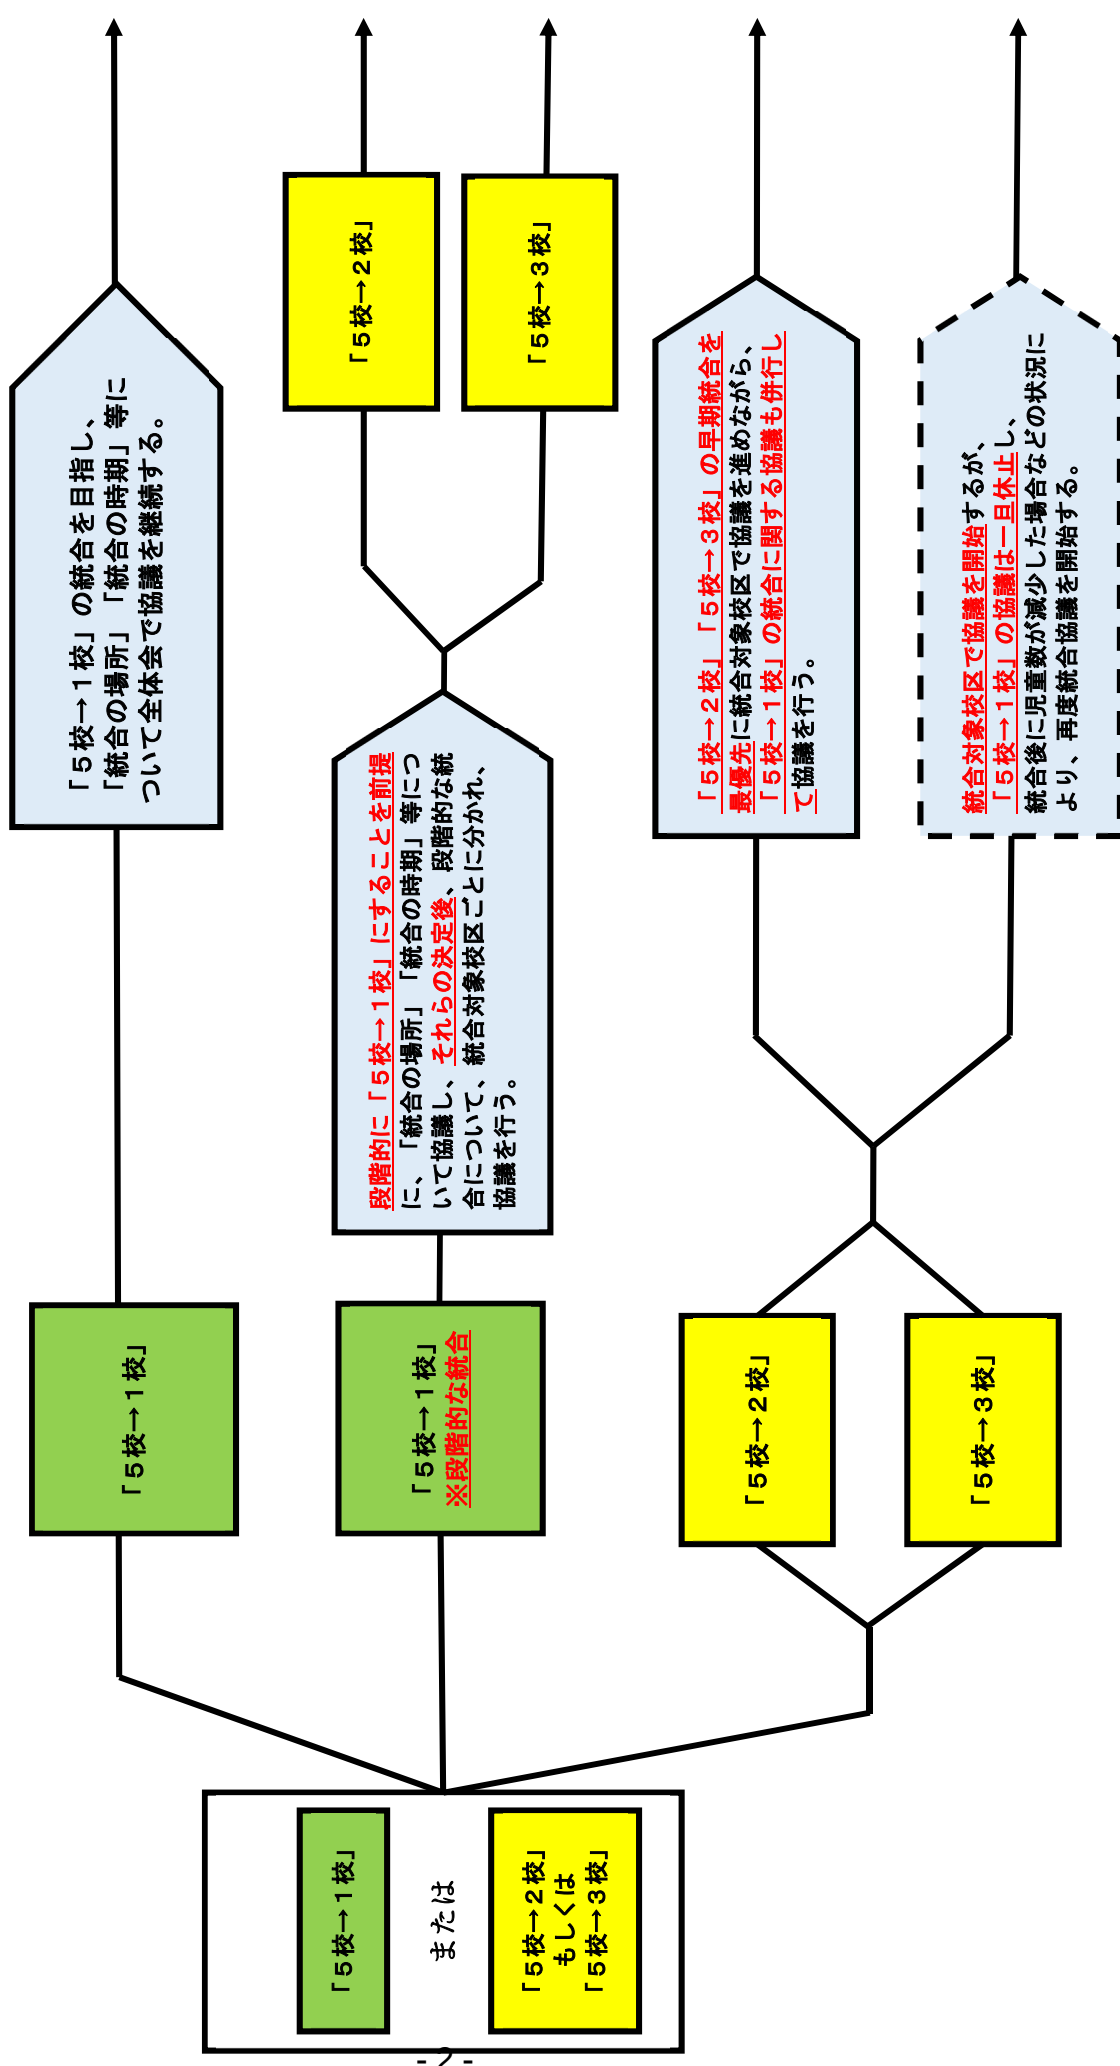 「5校→1校」
または
「5校→2校」
もしくは
「5校→3校」
「5校→1校」
「5校→1校」の統合を目指し、
「統合の場所」「統合の時期」等に
ついて全体会で協議を継続する。
「5校→1校」
※段階的な統合
段階的に「5校→1校」にすることを前提
に、「統合の場所」「統合の時期」等につ
いて協議し、それらの決定後、段階的な統
合について、統合対象校区ごとに分かれ、
協議を行う。
「5校→2校」
「5校→3校」
「5校→2校」
「5校→3校」
「5校→2校」「5校→3校」の早期統合を
最優先に統合対象校区で協議を進めながら、
「5校→1校」の統合に関する協議も併行し
て協議を行う。
統合対象校区で協議を開始するが、
「5校→1校」の協議は一旦休止し、
統合後に児童数が減少した場合などの状況に
より、再度統合協議を開始する。
- 2 -